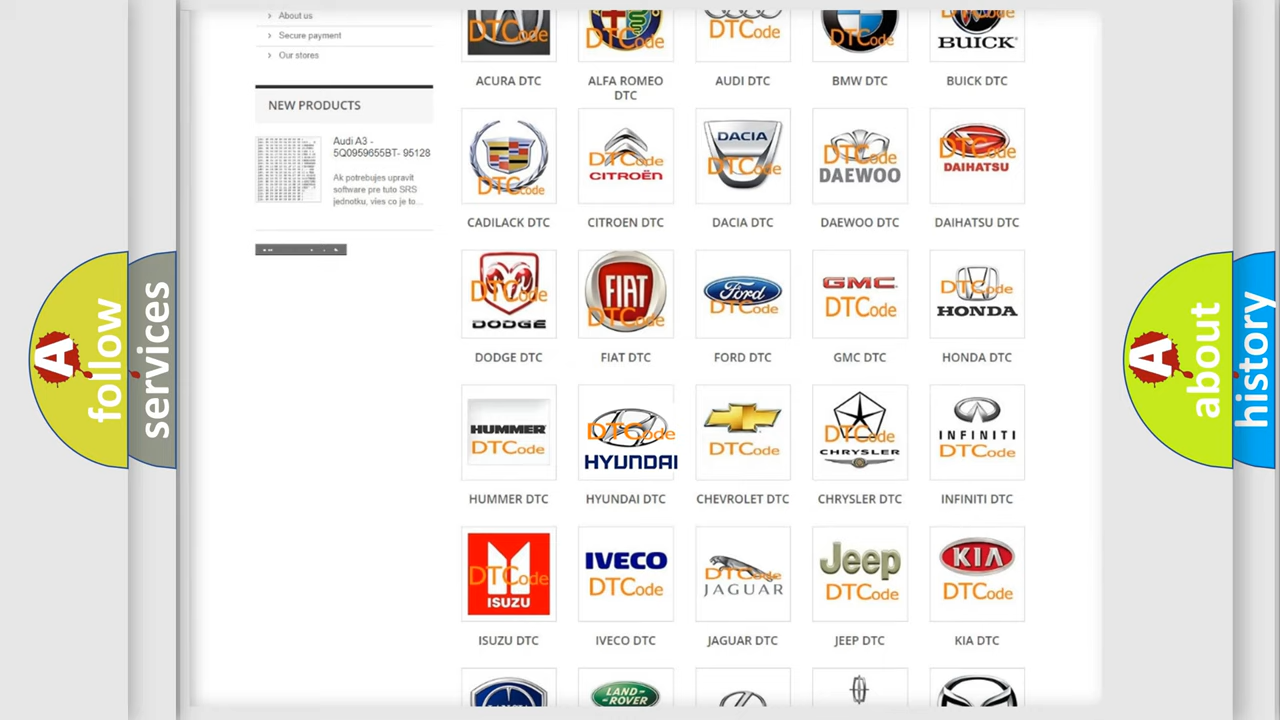 About us
Secure payment
Our stores
NEW PRODUCTS
Audi A3 -
5Q0959655BT- 95128
Ak potrebujes upravit
software pre tuto SRS
jednotku, vies co je to...
DTCode DTCode DTCode DTCode BUICK
ACURA DTC
ALFA ROMEO
DTC
AUDI DTC
BMW DTC
BUICK DTC
DTCode
DTCode
CITROËN
DACIA
DTCode
DTCode
DAEWOO
DTCode
DAIHATSU
CADILACK DTC
CITROEN DTC
DACIA DTC
DAEWOO DTC
DAIHATSU DTC
DTCode
DODGE
FIAT
DTCode
Ford
DTCode
GMC
DTCode
DTCode
HONDA
DODGE DTC
FIAT DTC
FORD DTC
GMC DTC
HONDA DTC
HUMMER
DTCode
DTCode
HYUNDAI
DTCode
DTCode
CHRYSLER
INFINITI
DTCode
HUMMER DTC
HYUNDAI DTC
CHEVROLET DTC
CHRYSLER DTC
INFINITI DTC
DTCode
ISUZU
IVECO
DTCode
DTCode
JAGUAR
Jeep
DTCode
KIA
DTCode
ISUZU DTC
IVECO DTC
JAGUAR DTC
JEEP DTC
KIA DTC
LAND-
ROVER
A
follow
services
A
about
history